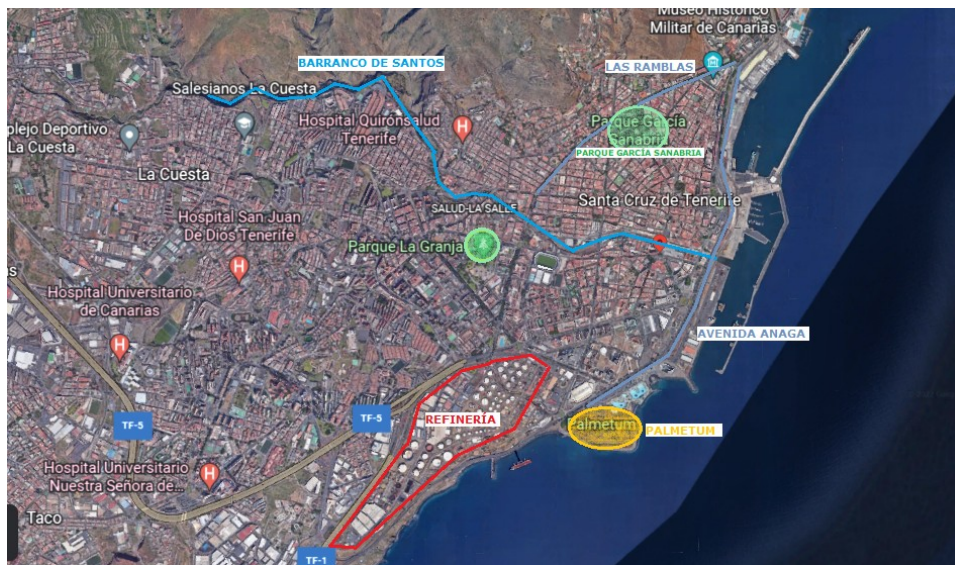 Museo Histórico
Militar de Canarias
BARRANCO DE SANTOS
LAS RAMBLAS
Salesianos La Cuesta
Hospital Quirónsalud
Tenerife
Parque García
Sanabria
PARQUE GARCÍA SANABRIA
Complejo Deportivo
La Cuesta
La Cuesta
SALUD-LA SALLE
Santa Cruz de Tenerife
Hospital San Juan
De Dios Tenerife
Parque La Granja
Hospital Universitario
de Canarias
AVENIDA ANAGA
TF-5
TF-5
REFINERÍA
Palmetum
PALMETUM
Hospital Universitario
Nuestra Señora de...
Taco
TF-1